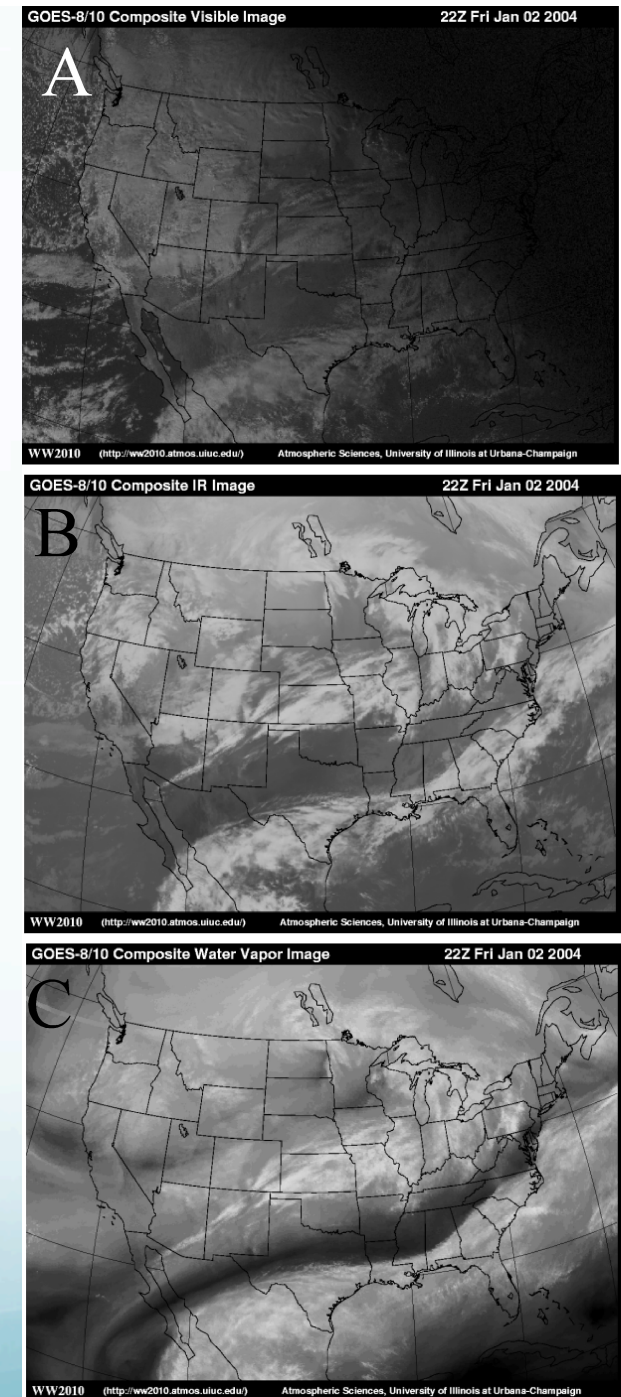 GOES-8/10 Composite Visible Image 22Z Fri Jan 02 2004
A
WW2010 (http://ww2010.atmos.uiuc.edu/) Atmospheric Sciences, University of Illinois at Urbana-Champaign
GOES-8/10 Composite IR Image 22Z Fri Jan 02 2004
B
WW2010 (http://ww2010.atmos.uiuc.edu/) Atmospheric Sciences, University of Illinois at Urbana-Champaign
GOES-8/10 Composite Water Vapor Image 22Z Fri Jan 02 2004
C
WW2010 (http://ww2010.atmos.uiuc.edu/) Atmospheric Sciences, University of Illinois at Urbana-Champaign